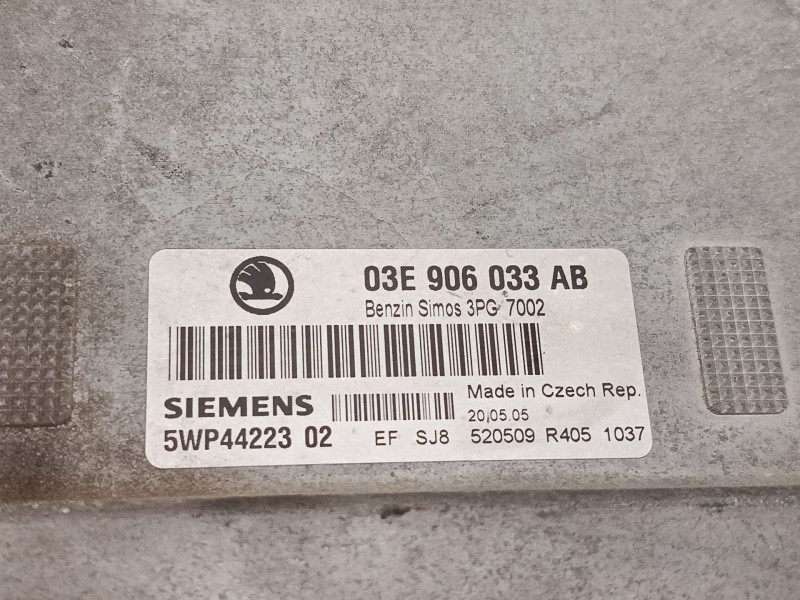 03E 906 033 AB
Benzin Simos 3PG 7002
Made in Czech Rep.
SIEMENS
20,05.05
5WP44223 02 EF SJ8 520509 R405 1037